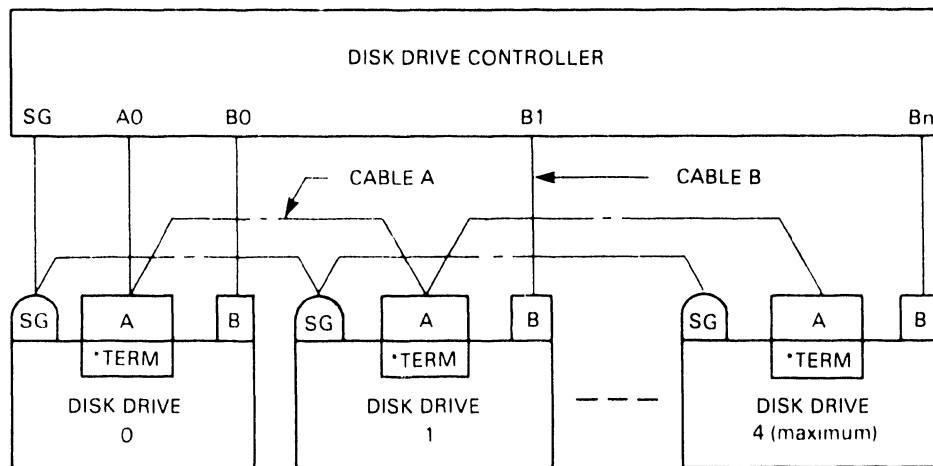 DISK DRIVE CONTROLLER
SG A0 B0 B1 Bn
CABLE A CABLE B
SG A B SG A B SG A B
*TERM *TERM *TERM
DISK DRIVE DISK DRIVE DISK DRIVE
0 1 4 (maximum)